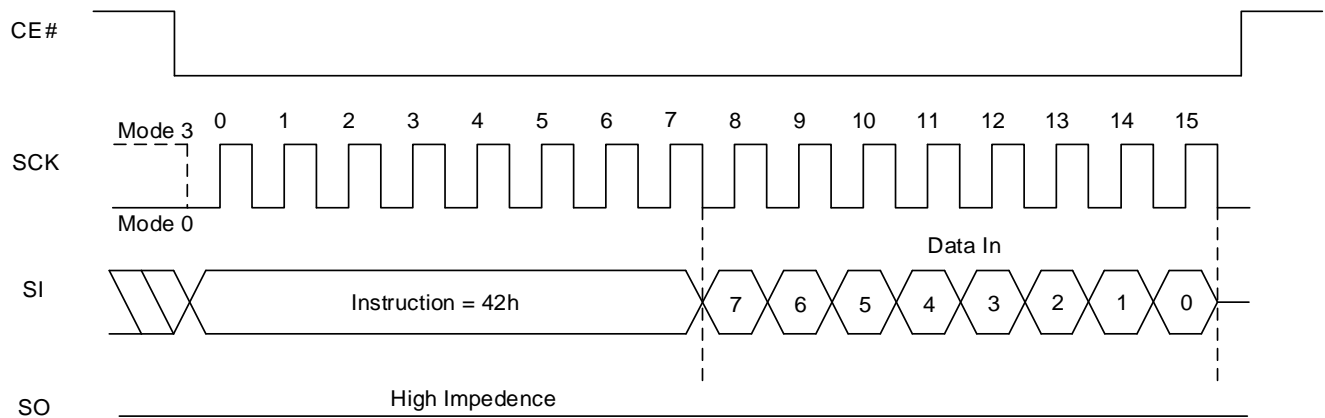 CE#
Mode 3 0 1 2 3 4 5 6 7 8 9 10 11 12 13 14 15
SCK
Mode 0
Data In
SI Instruction = 42h 7 6 5 4 3 2 1 0
High Impedence
SO